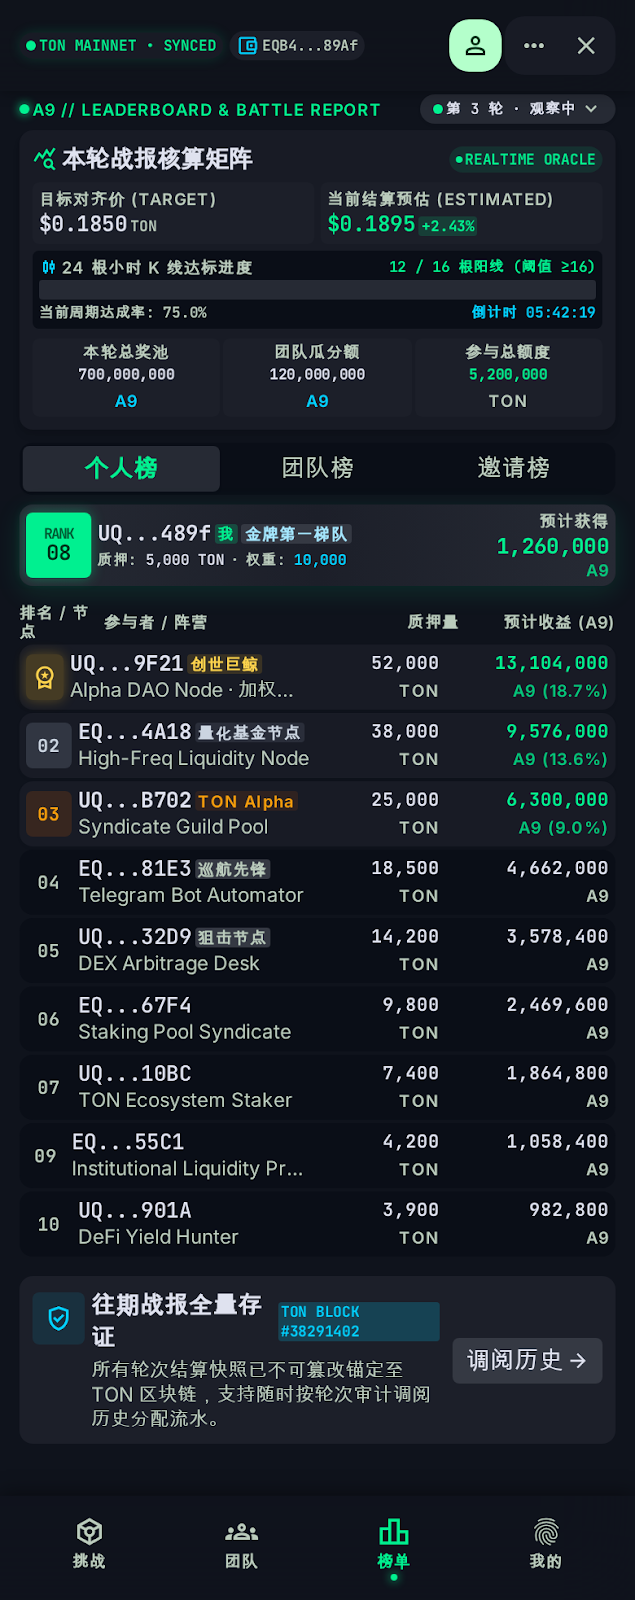 TON MAINNET • SYNCED
EQB4...89Af
A9 // LEADERBOARD & BATTLE REPORT
第 3 轮 · 观察中
本轮战报核算矩阵
REALTIME ORACLE
目标对齐价 (TARGET)
$0.1850 TON
当前结算预估 (ESTIMATED)
$0.1895 +2.43%
24 根小时 K 线达标进度
12 / 16 根阳线 (阈值 ≥16)
当前周期达成率: 75.0%
倒计时 05:42:19
本轮总奖池
700,000,000
A9
团队瓜分额
120,000,000
A9
参与总额度
5,200,000
TON
个人榜
团队榜
邀请榜
RANK
08
UQ...489f 我 金牌第一梯队
质押: 5,000 TON · 权重: 10,000
预计获得
1,260,000
A9
排名 / 节点
参与者 / 阵营
质押量
预计收益 (A9)
UQ...9F21 创世巨鲸
Alpha DAO Node · 加权...
52,000
TON
13,104,000
A9 (18.7%)
02
EQ...4A18 量化基金节点
High-Freq Liquidity Node
38,000
TON
9,576,000
A9 (13.6%)
03
UQ...B702 TON Alpha
Syndicate Guild Pool
25,000
TON
6,300,000
A9 (9.0%)
04
EQ...81E3 巡航先锋
Telegram Bot Automator
18,500
TON
4,662,000
A9
05
UQ...32D9 狙击节点
DEX Arbitrage Desk
14,200
TON
3,578,400
A9
06
EQ...67F4
Staking Pool Syndicate
9,800
TON
2,469,600
A9
07
UQ...10BC
TON Ecosystem Staker
7,400
TON
1,864,800
A9
09
EQ...55C1
Institutional Liquidity Pr...
4,200
TON
1,058,400
A9
10
UQ...901A
DeFi Yield Hunter
3,900
TON
982,800
A9
往期战报全量存
证
TON BLOCK
#38291402
所有轮次结算快照已不可篡改锚定至
TON 区块链，支持随时按轮次审计调阅
历史分配流水。
调阅历史 →
挑战
团队
榜单
我的